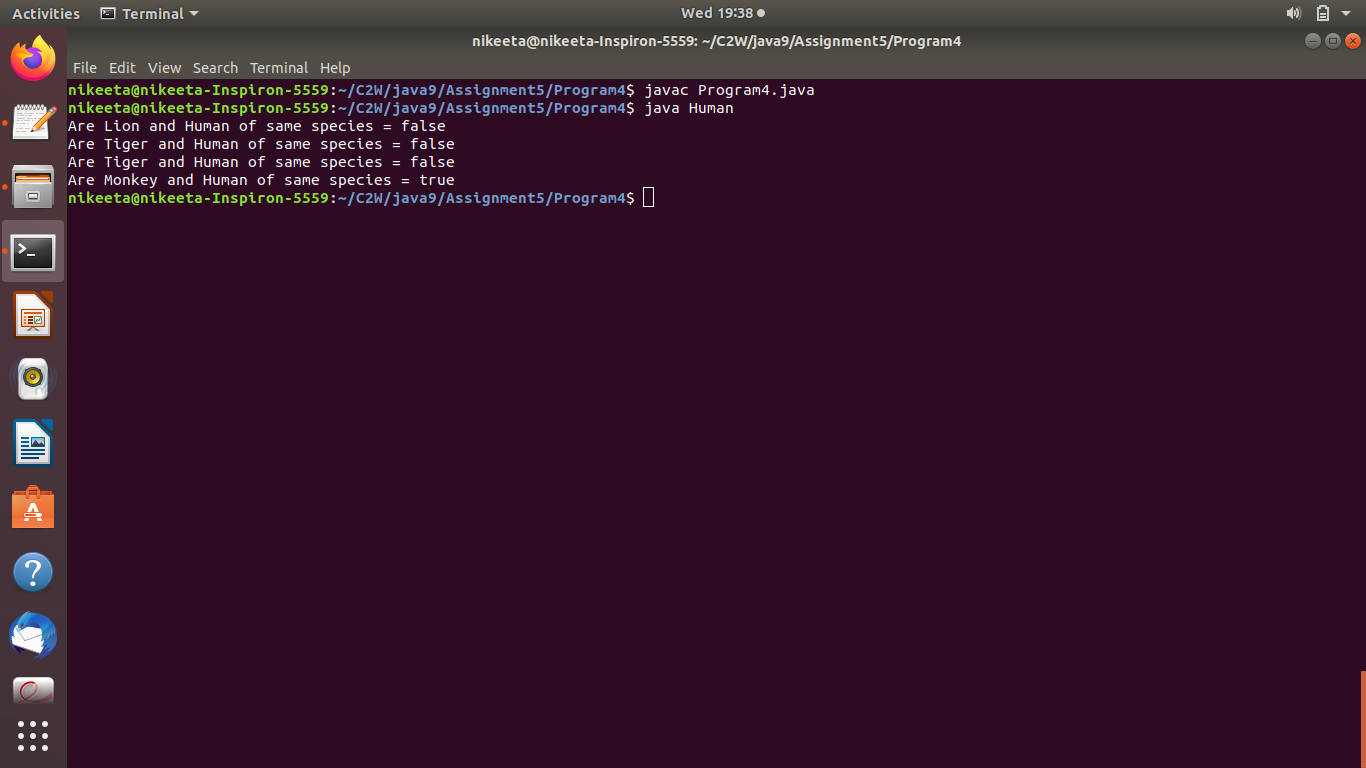 Activities Terminal Wed 19:38
nikeeta@nikeeta-Inspiron-5559: ~/C2W/java9/Assignment5/Program4
File Edit View Search Terminal Help
nikeeta@nikeeta-Inspiron-5559:~/C2W/java9/Assignment5/Program4$ javac Program4.java
nikeeta@nikeeta-Inspiron-5559:~/C2W/java9/Assignment5/Program4$ java Human
Are Lion and Human of same species = false
Are Tiger and Human of same species = false
Are Tiger and Human of same species = false
Are Monkey and Human of same species = true
nikeeta@nikeeta-Inspiron-5559:~/C2W/java9/Assignment5/Program4$